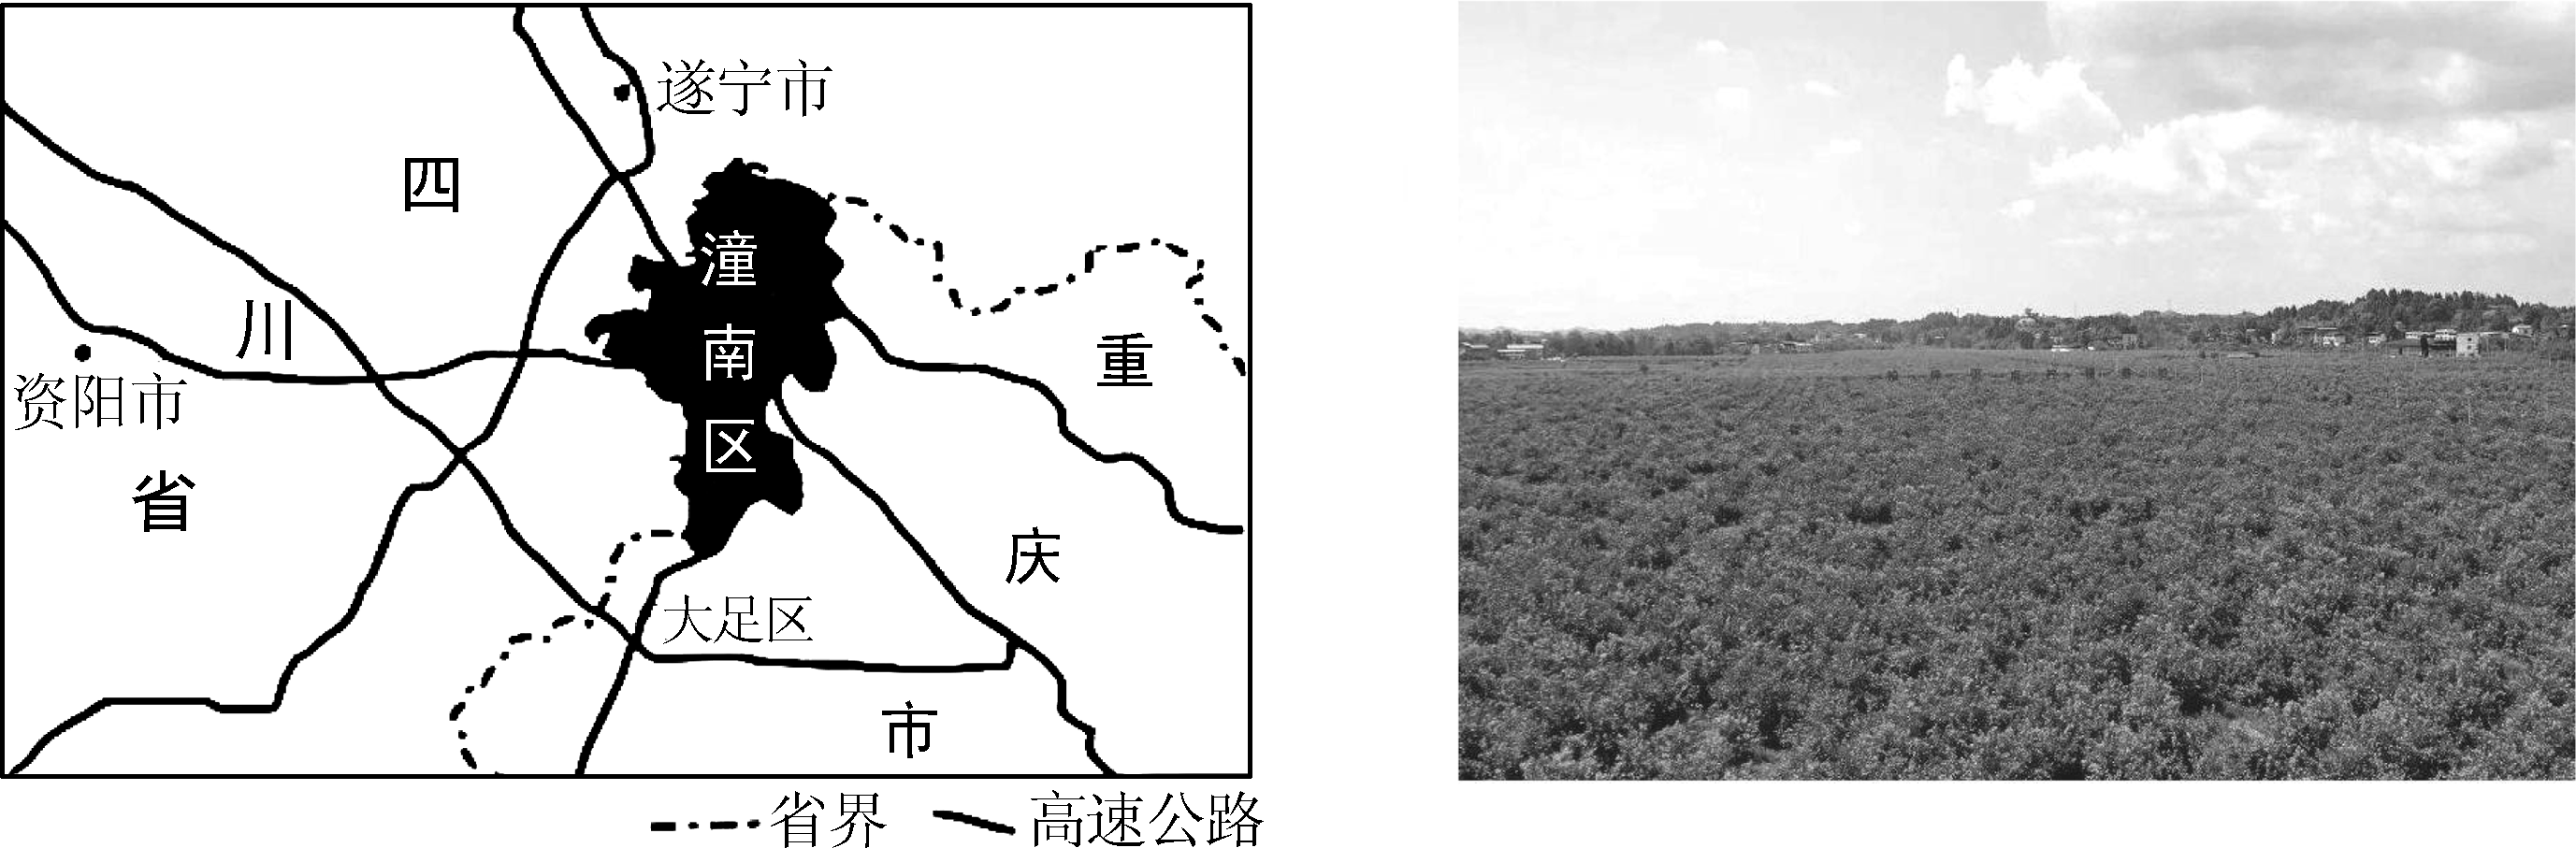 遂宁市
四
潼
南
区
川
重
资阳市
省
庆
大足区
市
省界
高速公路